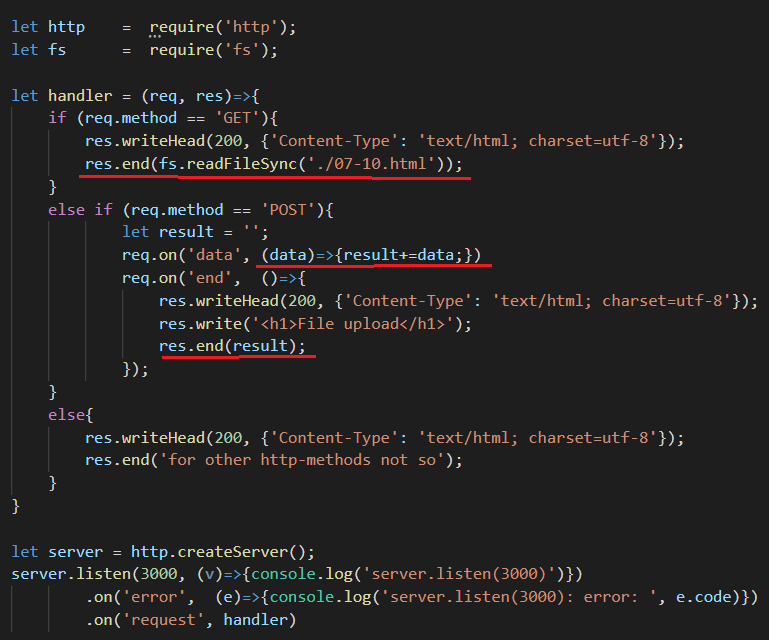 let http    =  require('http');
let fs      =  require('fs');
let handler = (req, res)=>{
    if (req.method == 'GET'){
        res.writeHead(200, {'Content-Type': 'text/html; charset=utf-8'});
        res.end(fs.readFileSync('./07-10.html'));
    }
    else if (req.method == 'POST'){
            let result = '';
            req.on('data', (data)=>{result+=data;})
            req.on('end',  ()=>{
                res.writeHead(200, {'Content-Type': 'text/html; charset=utf-8'});
                res.write('<h1>File upload</h1>');
                res.end(result);
            });
    }
    else{
        res.writeHead(200, {'Content-Type': 'text/html; charset=utf-8'});
        res.end('for other http-methods not so');
    }
}
let server = http.createServer();
server.listen(3000, (v)=>{console.log('server.listen(3000)')})
        .on('error',  (e)=>{console.log('server.listen(3000): error: ', e.code)})
        .on('request', handler)